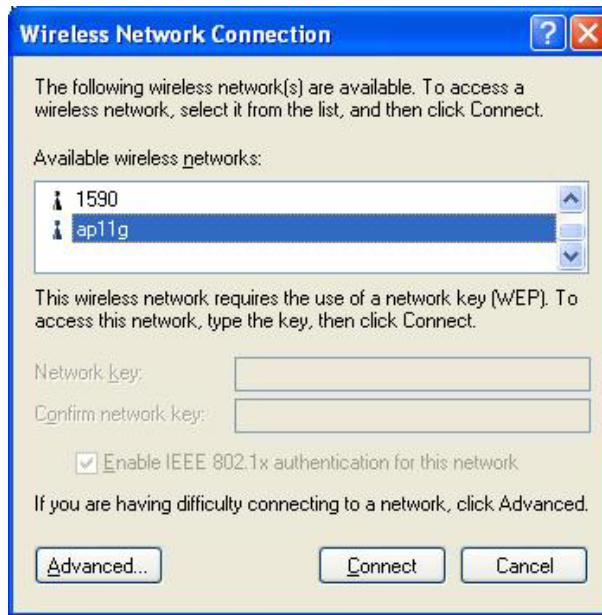 Wireless Network Connection
The following wireless network(s) are available. To access a
wireless network, select it from the list, and then click Connect.
Available wireless networks:
1590
ap11g
This wireless network requires the use of a network key (WEP). To
access this network, type the key, then click Connect.
Network key:
Confirm network key:
Enable IEEE 802.1x authentication for this network
If you are having difficulty connecting to a network, click Advanced.
Advanced... Connect Cancel